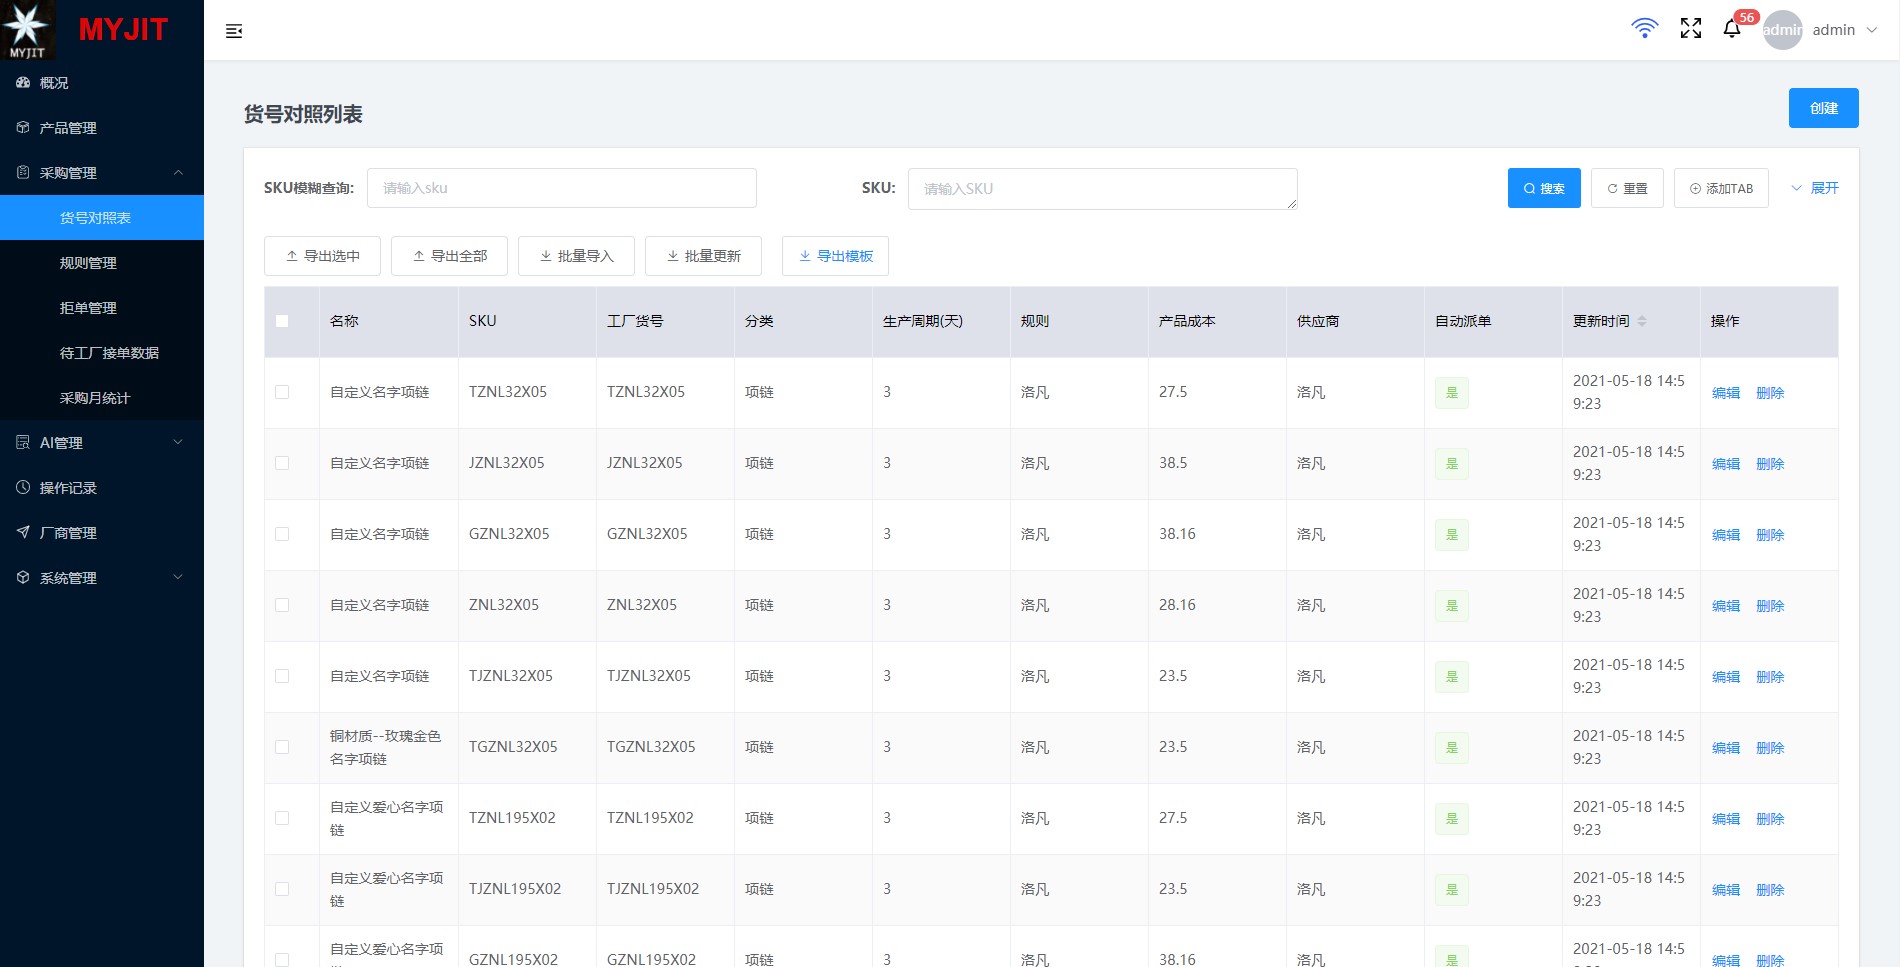 MYJIT
MYJIT
概况
产品管理
采购管理
货号对照表
规则管理
拒单管理
待工厂接单数据
采购月统计
AI管理
操作记录
厂商管理
系统管理
56
admin
admin
货号对照列表
创建
SKU模糊查询:
请输入sku
SKU:
请输入SKU
搜索
重置
添加TAB
展开
导出选中
导出全部
批量导入
批量更新
导出模板
名称 SKU 工厂货号 分类 生产周期(天) 规则 产品成本 供应商 自动派单 更新时间 操作
自定义名字项链 TZNL32X05 TZNL32X05 项链 3 洛凡 27.5 洛凡 是 2021-05-18 14:5
9:23
编辑 删除
自定义名字项链 JZNL32X05 JZNL32X05 项链 3 洛凡 38.5 洛凡 是 2021-05-18 14:5
9:23
编辑 删除
自定义名字项链 GZNL32X05 GZNL32X05 项链 3 洛凡 38.16 洛凡 是 2021-05-18 14:5
9:23
编辑 删除
自定义名字项链 ZNL32X05 ZNL32X05 项链 3 洛凡 28.16 洛凡 是 2021-05-18 14:5
9:23
编辑 删除
自定义名字项链 TJZNL32X05 TJZNL32X05 项链 3 洛凡 23.5 洛凡 是 2021-05-18 14:5
9:23
编辑 删除
铜材质--玫瑰金色
名字项链
TGZNL32X05 TGZNL32X05 项链 3 洛凡 23.5 洛凡 是 2021-05-18 14:5
9:23
编辑 删除
自定义爱心名字项
链
TZNL195X02 TZNL195X02 项链 3 洛凡 27.5 洛凡 是 2021-05-18 14:5
9:23
编辑 删除
自定义爱心名字项
链
TJZNL195X02 TJZNL195X02 项链 3 洛凡 23.5 洛凡 是 2021-05-18 14:5
9:23
编辑 删除
自定义爱心名字项
GZNL195X02 GZNL195X02 项链 3 洛凡 38.16 洛凡 是 2021-05-18 14:5
编辑 删除